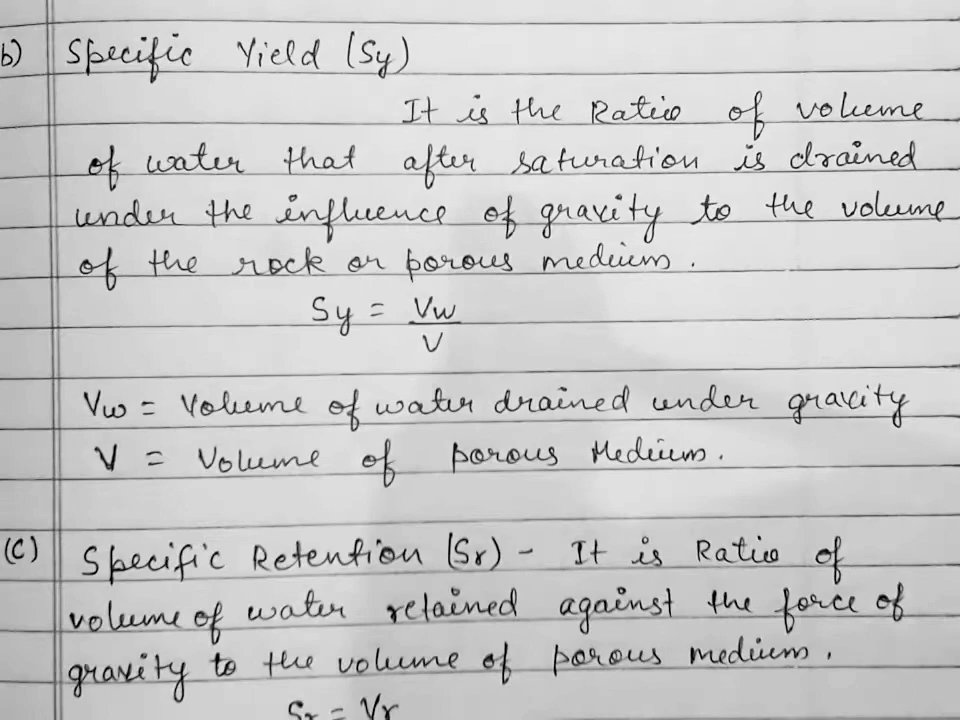 b) Specific Yield (Sy)
It is the Ratio of volume
of water that after saturation is drained
under the influence of gravity to the volume
of the rock or porous medium.
Sy = Vw
V
Vw = Volume of water drained under gravity
V = Volume of porous Medium.
(C) Specific Retention (Sr) - It is Ratio of
volume of water retained against the force of
gravity to the volume of porous medium.
Sr = Vr